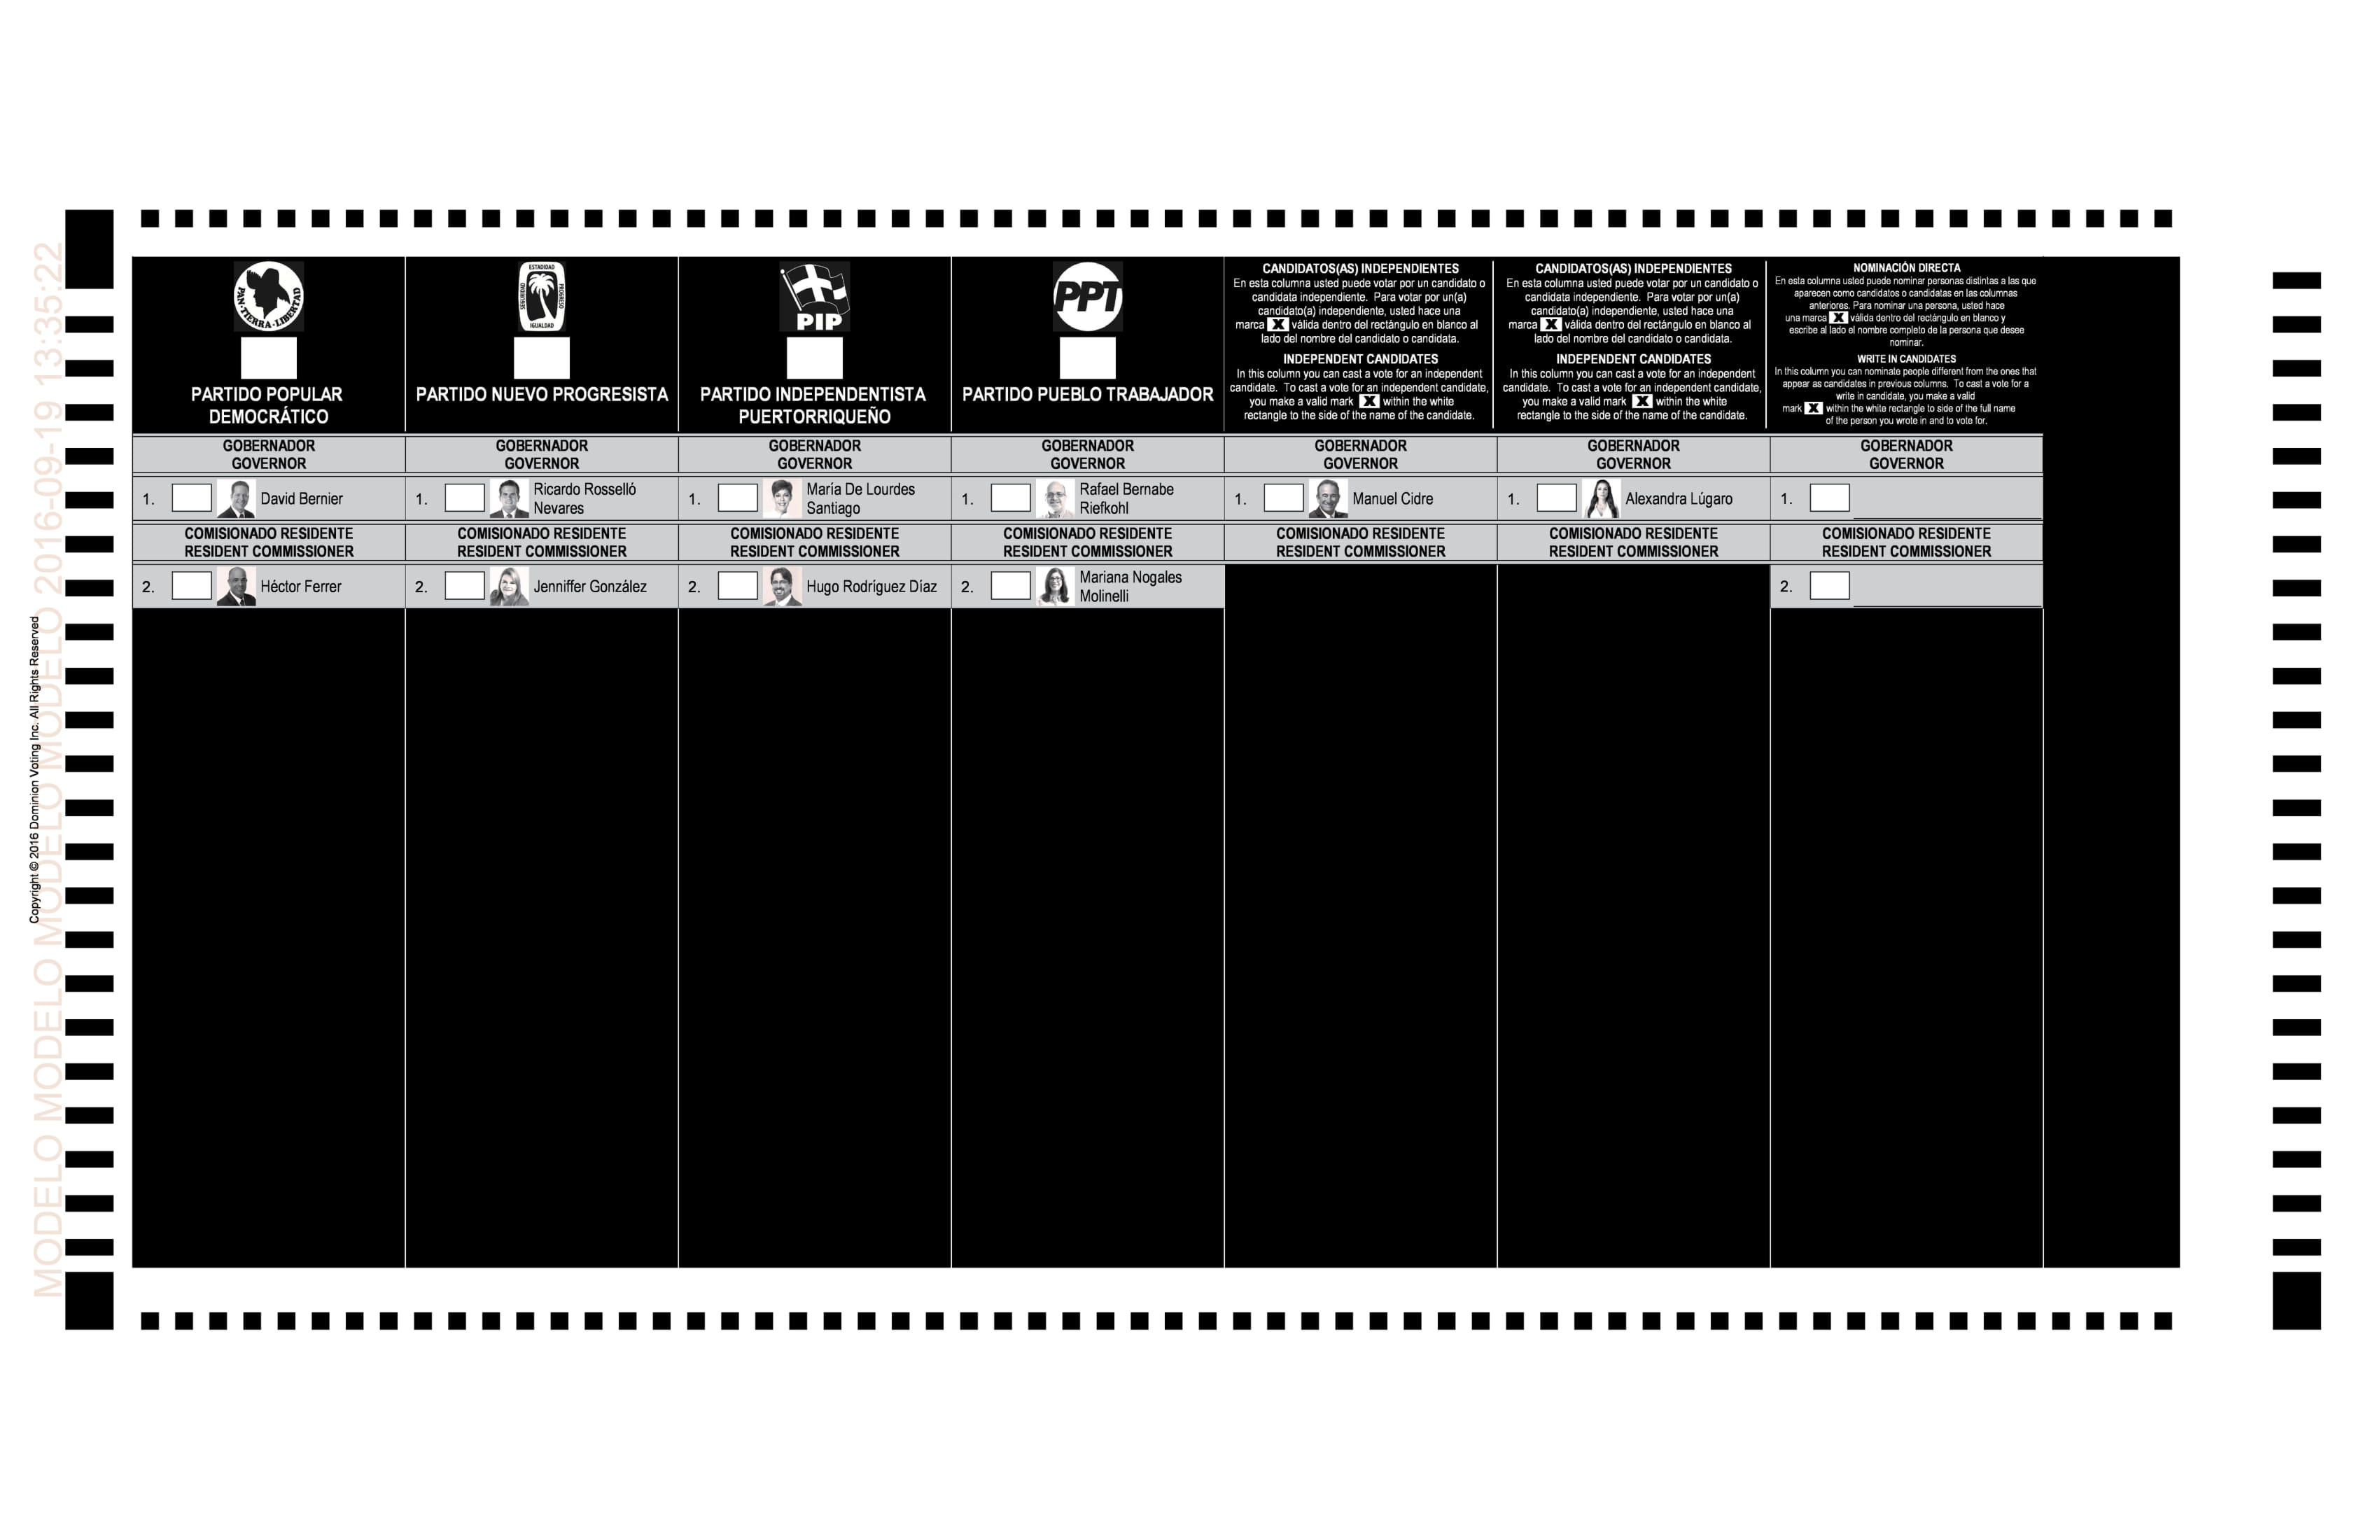 MODELO MODELO MODELO MODELO MODELO MODELO 2016-09-19 13:35:22
Copyright © 2016 Dominion Voting Inc. All Rights Reserved
PAN·TIERRA·LIBERTAD
PARTIDO POPULAR
DEMOCRÁTICO
ESTADIDAD
SEGURIDAD
PROGRESO
IGUALDAD
PARTIDO NUEVO PROGRESISTA
PIP
PARTIDO INDEPENDENTISTA
PUERTORRIQUEÑO
PPT
PARTIDO PUEBLO TRABAJADOR
CANDIDATOS(AS) INDEPENDIENTES
En esta columna usted puede votar por un candidato o
candidata independiente. Para votar por un(a)
candidato(a) independiente, usted hace una
marca X válida dentro del rectángulo en blanco al
lado del nombre del candidato o candidata.
INDEPENDENT CANDIDATES
In this column you can cast a vote for an independent
candidate. To cast a vote for an independent candidate,
you make a valid mark X within the white
rectangle to the side of the name of the candidate.
CANDIDATOS(AS) INDEPENDIENTES
En esta columna usted puede votar por un candidato o
candidata independiente. Para votar por un(a)
candidato(a) independiente, usted hace una
marca X válida dentro del rectángulo en blanco al
lado del nombre del candidato o candidata.
INDEPENDENT CANDIDATES
In this column you can cast a vote for an independent
candidate. To cast a vote for an independent candidate,
you make a valid mark X within the white
rectangle to the side of the name of the candidate.
NOMINACIÓN DIRECTA
En esta columna usted puede nominar personas distintas a las que
aparecen como candidatos o candidatas en las columnas
anteriores. Para nominar una persona, usted hace
una marca X válida dentro del rectángulo en blanco y
escribe al lado el nombre completo de la persona que desee
nominar.
WRITE IN CANDIDATES
In this column you can nominate people different from the ones that
appear as candidates in previous columns. To cast a vote for a
write in candidate, you make a valid
mark X within the white rectangle to side of the full name
of the person you wrote in and to vote for.
GOBERNADOR
GOVERNOR
1. David Bernier
COMISIONADO RESIDENTE
RESIDENT COMMISSIONER
2. Héctor Ferrer
GOBERNADOR
GOVERNOR
1. Ricardo Rosselló
Nevares
COMISIONADO RESIDENTE
RESIDENT COMMISSIONER
2. Jenniffer González
GOBERNADOR
GOVERNOR
1. María De Lourdes
Santiago
COMISIONADO RESIDENTE
RESIDENT COMMISSIONER
2. Hugo Rodríguez Díaz
GOBERNADOR
GOVERNOR
1. Rafael Bernabe
Riefkohl
COMISIONADO RESIDENTE
RESIDENT COMMISSIONER
2. Mariana Nogales
Molinelli
GOBERNADOR
GOVERNOR
1. Manuel Cidre
COMISIONADO RESIDENTE
RESIDENT COMMISSIONER
GOBERNADOR
GOVERNOR
1. Alexandra Lúgaro
COMISIONADO RESIDENTE
RESIDENT COMMISSIONER
GOBERNADOR
GOVERNOR
1.
COMISIONADO RESIDENTE
RESIDENT COMMISSIONER
2.